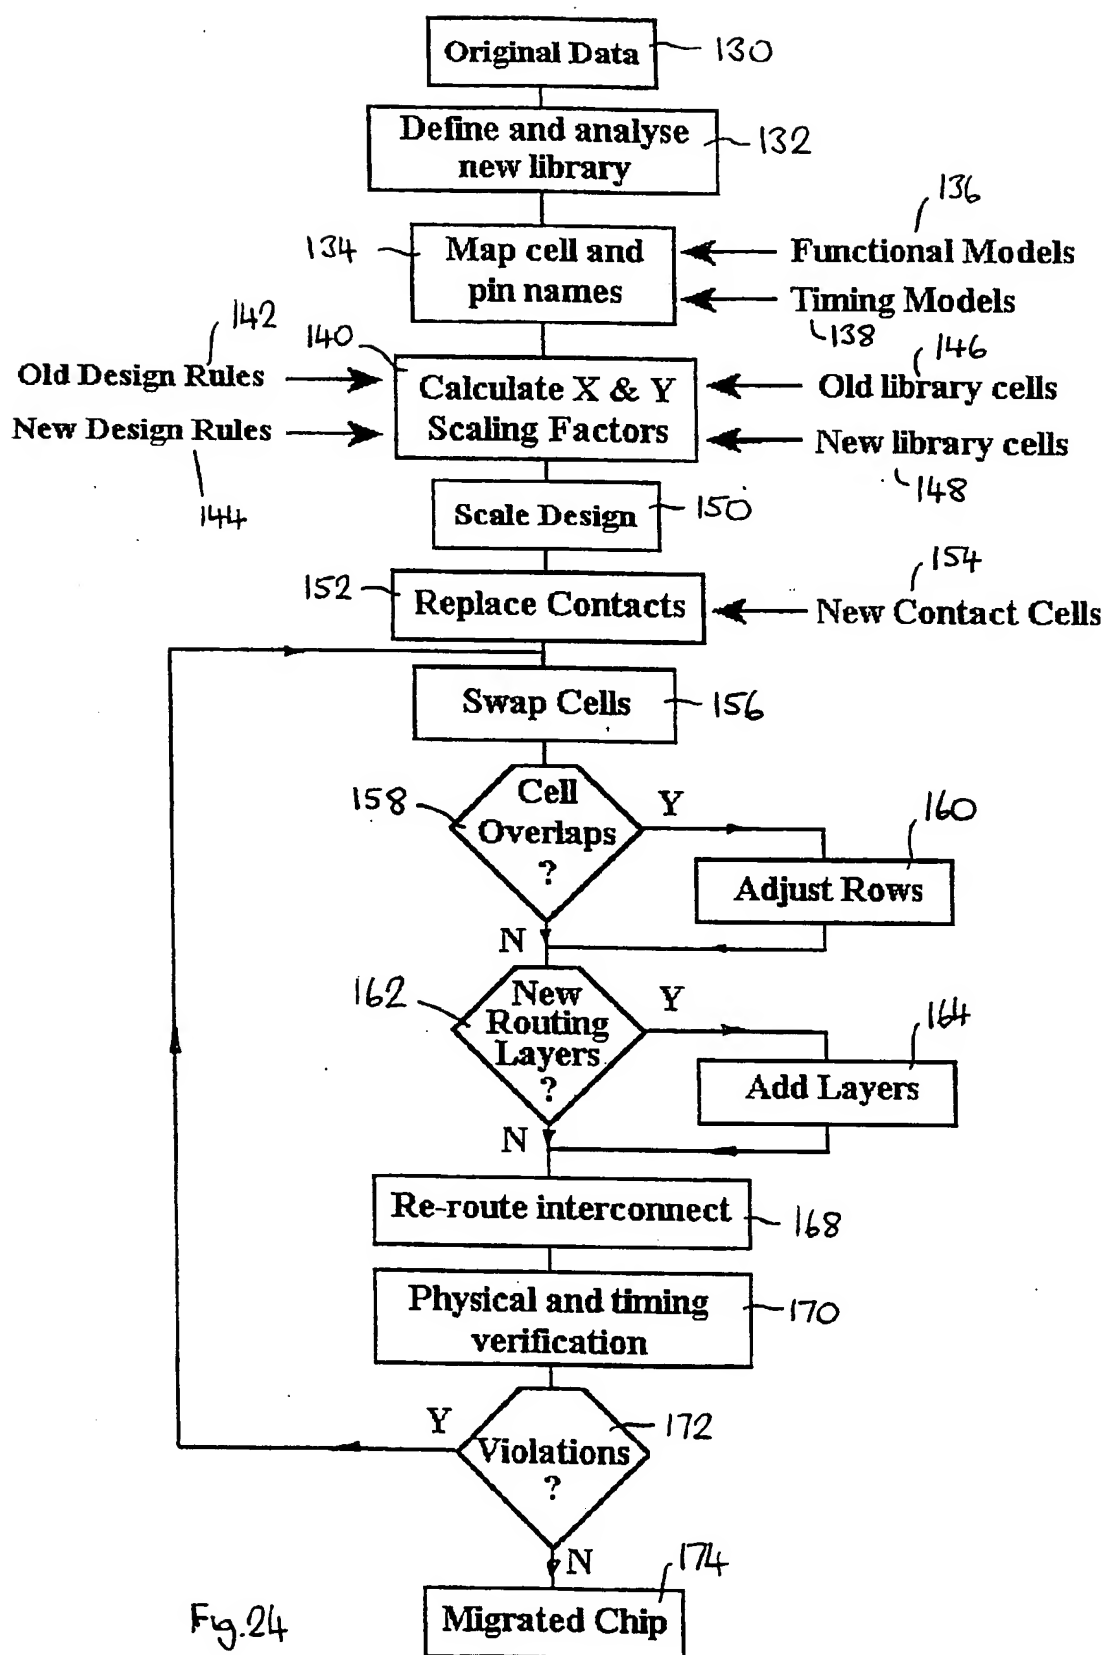 Original Data
130
Define and analyse
new library
132
136
134
Map cell and
pin names
Functional Models
Timing Models
138
142
140
146
Old Design Rules
Calculate X & Y
Scaling Factors
Old library cells
New Design Rules
New library cells
144
148
Scale Design
150
154
152
Replace Contacts
New Contact Cells
Swap Cells
156
158
Cell
Overlaps
?
Y
160
Adjust Rows
N
162
New
Routing
Layers
?
Y
164
Add Layers
N
Re-route interconnect
168
Physical and timing
verification
170
Y
Violations
?
172
N
174
Migrated Chip
Fig.24